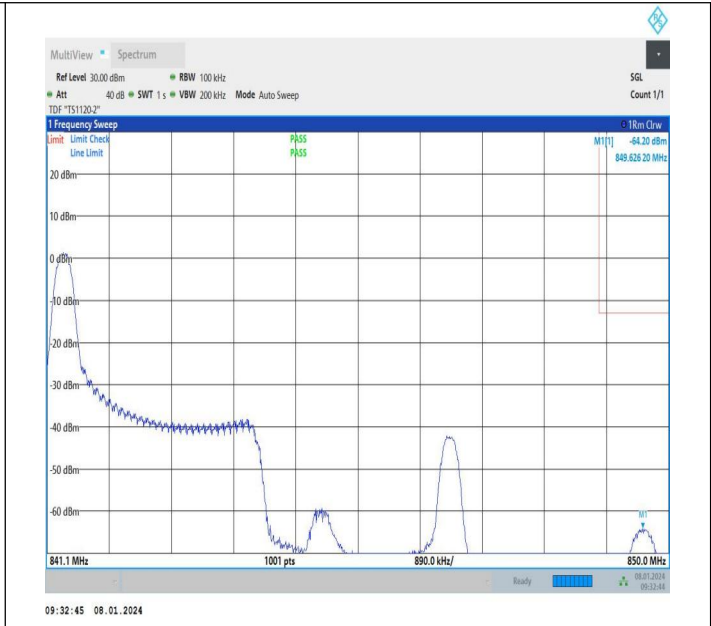 R S
MultiView Spectrum
Ref Level 30.00 dBm RBW 100 kHz SGL
Att 40 dB SWT 1 s VBW 200 kHz Mode Auto Sweep Count 1/1
TDF "TS1120-2"
1 Frequency Sweep 1Rm Clrw
Limit Limit Check PASS M1[1] -64.20 dBm
Line Limit PASS 849.626 20 MHz
20 dBm
10 dBm
0 dBm
-10 dBm
-20 dBm
-30 dBm
-40 dBm
-50 dBm
-60 dBm
M1
841.1 MHz 1001 pts 890.0 kHz/ 850.0 MHz
Ready 08.01.2024
09:32:44
09:32:45 08.01.2024